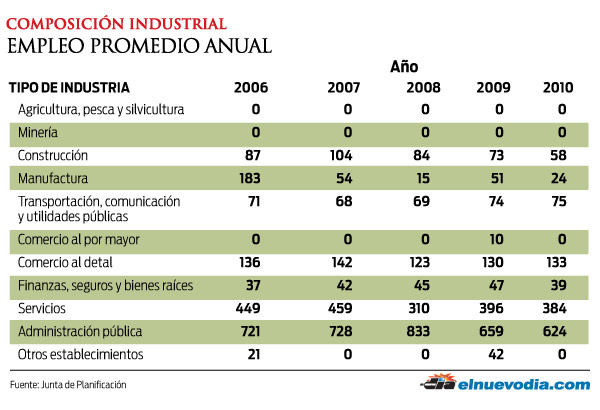 COMPOSICIÓN INDUSTRIAL
EMPLEO PROMEDIO ANUAL
Año
TIPO DE INDUSTRIA 2006 2007 2008 2009 2010
Agricultura, pesca y silvicultura 0 0 0 0 0
Minería 0 0 0 0 0
Construcción 87 104 84 73 58
Manufactura 183 54 15 51 24
Transportación, comunicación 71 68 69 74 75
y utilidades públicas
Comercio al por mayor 0 0 0 10 0
Comercio al detal 136 142 123 130 133
Finanzas, seguros y bienes raíces 37 42 45 47 39
Servicios 449 459 310 396 384
Administración pública 721 728 833 659 624
Otros establecimientos 21 0 0 42 0
Fuente: Junta de Planificación
elnuevodia.com